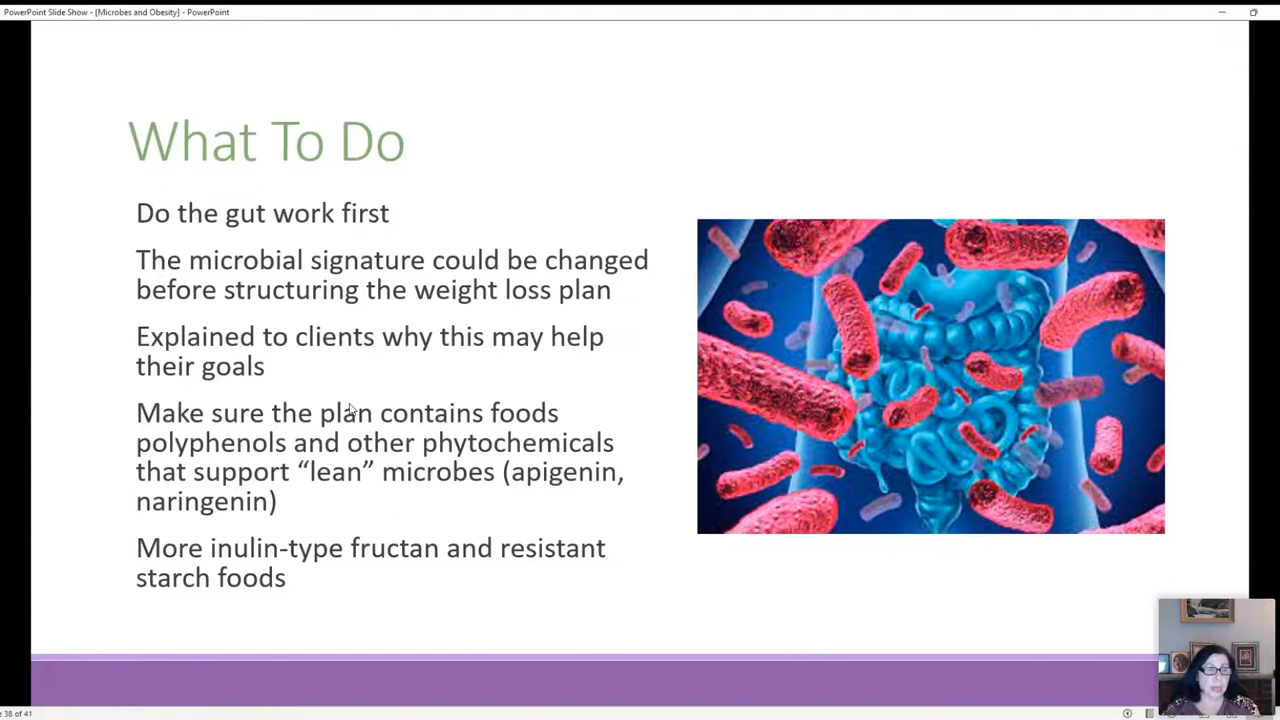 PowerPoint Slide Show - [Microbes and Obesity] - PowerPoint
What To Do
Do the gut work first
The microbial signature could be changed
before structuring the weight loss plan
Explained to clients why this may help
their goals
Make sure the plan contains foods
polyphenols and other phytochemicals
that support “lean” microbes (apigenin,
naringenin)
More inulin-type fructan and resistant
starch foods
38 of 41